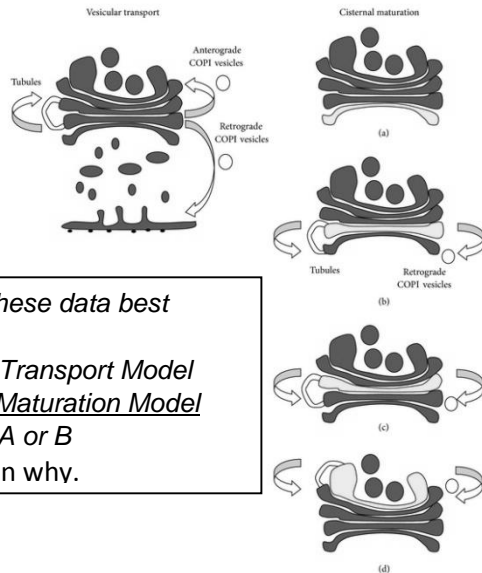 Vesicular transport
Cisternal maturation
Tubules
Anterograde
COPI vesicles
Retrograde
COPI vesicles
(a)
Tubules
Retrograde
COPI vesicles
(b)
(c)
(d)
hese data best
Transport Model
Maturation Model
A or B
n why.